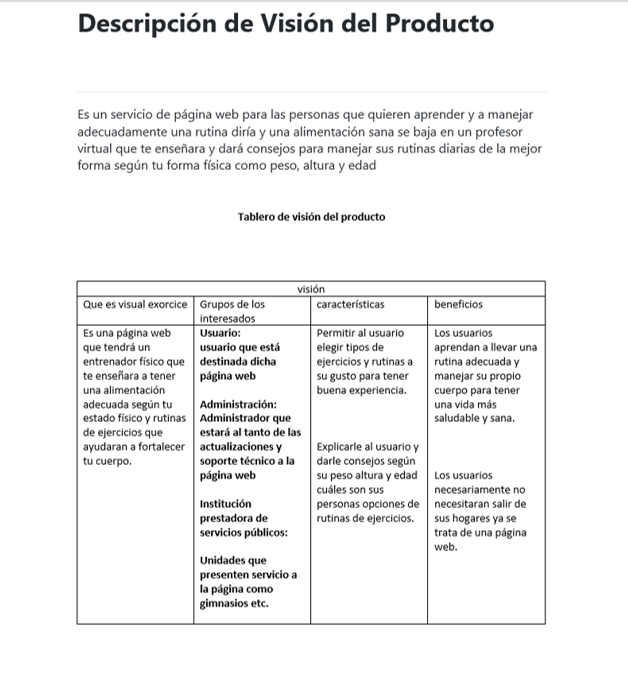 Descripción de Visión del Producto
Es un servicio de página web para las personas que quieren aprender y a manejar
adecuadamente una rutina diría y una alimentación sana se baja en un profesor
virtual que te enseñara y dará consejos para manejar sus rutinas diarias de la mejor
forma según tu forma física como peso, altura y edad
Tablero de visión del producto
visión
Que es visual exorcice
Grupos de los
interesados
características
beneficios
Es una página web
que tendrá un
entrenador físico que
te enseñara a tener
una alimentación
adecuada según tu
estado físico y rutinas
de ejercicios que
ayudaran a fortalecer
tu cuerpo.
Usuario:
usuario que está
destinada dicha
página web
Administración:
Administrador que
estará al tanto de las
actualizaciones y
soporte técnico a la
página web
Institución
prestadora de
servicios públicos:
Unidades que
presenten servicio a
la página como
gimnasios etc.
Permitir al usuario
elegir tipos de
ejercicios y rutinas a
su gusto para tener
buena experiencia.
Explicarle al usuario y
darle consejos según
su peso altura y edad
cuáles son sus
personas opciones de
rutinas de ejercicios.
Los usuarios
aprendan a llevar una
rutina adecuada y
manejar su propio
cuerpo para tener
una vida más
saludable y sana.
Los usuarios
necesariamente no
necesitaran salir de
sus hogares ya se
trata de una página
web.